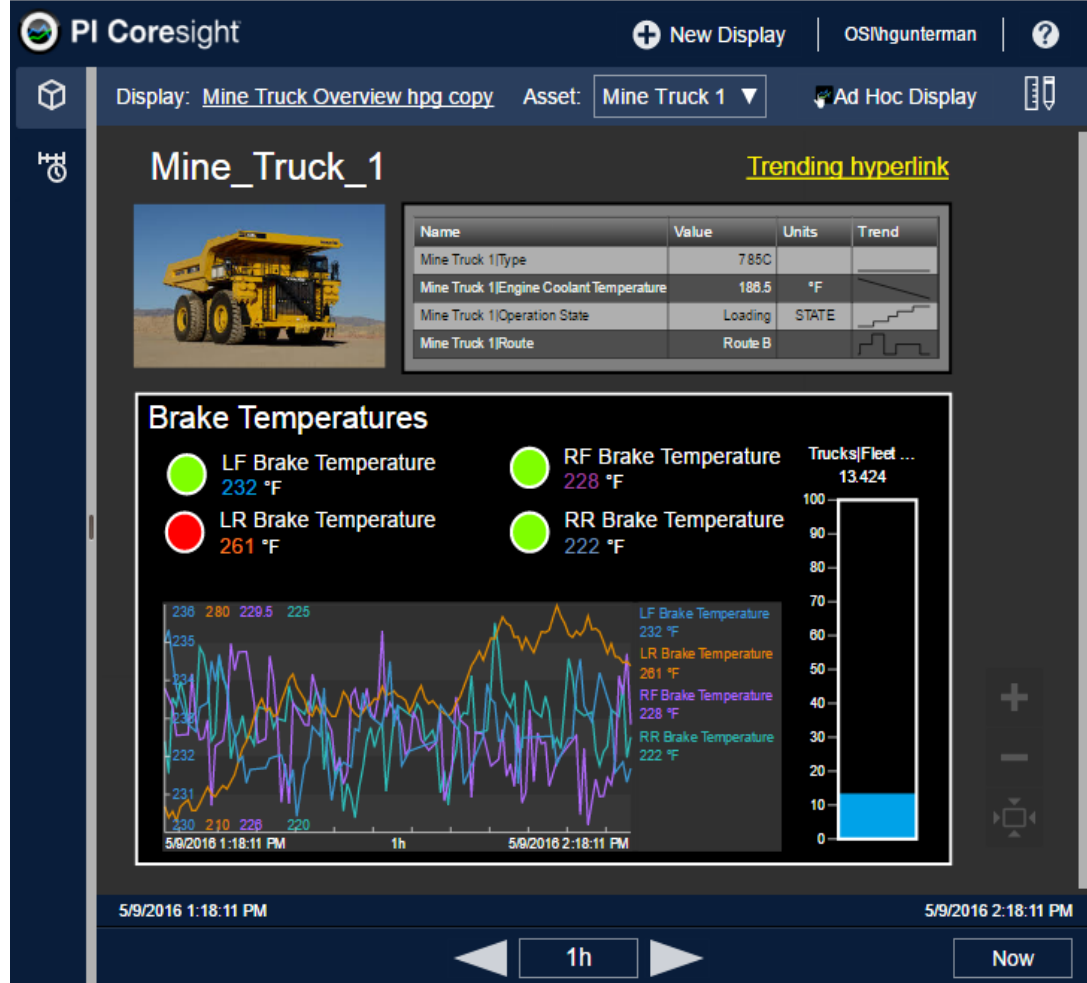 PI Coresight
New Display
OSI\hgunterman
?
Display: Mine Truck Overview hpg copy
Asset: Mine Truck 1 ▼
Ad Hoc Display
Mine_Truck_1
Trending hyperlink
Name Value Units Trend
Mine Truck 1|Type 785C
Mine Truck 1|Engine Coolant Temperature 186.5 °F
Mine Truck 1|Operation State Loading STATE
Mine Truck 1|Route Route B
Brake Temperatures
LF Brake Temperature
232 °F
RF Brake Temperature
228 °F
LR Brake Temperature
261 °F
RR Brake Temperature
222 °F
Trucks|Fleet ...
13.424
100
90
80
70
60
50
40
30
20
10
0
236 280 229.5 225
235
234
233
232
231
230 210 226 220
5/9/2016 1:18:11 PM 1h 5/9/2016 2:18:11 PM
LF Brake Temperature
232 °F
LR Brake Temperature
261 °F
RF Brake Temperature
228 °F
RR Brake Temperature
222 °F
5/9/2016 1:18:11 PM 5/9/2016 2:18:11 PM
1h
Now